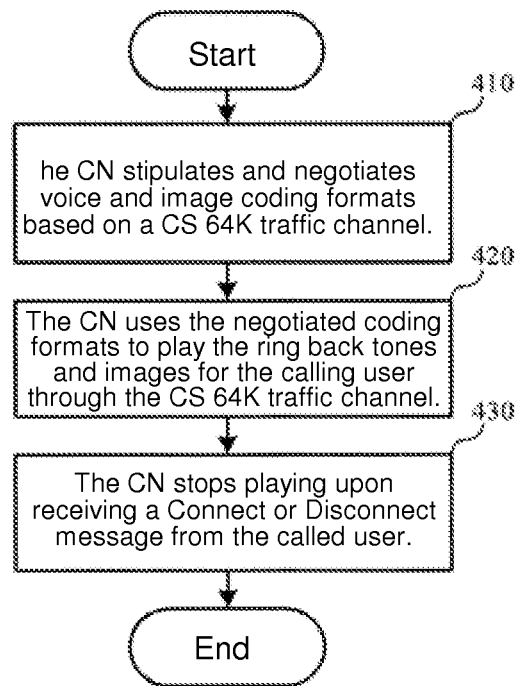 Start
410
he CN stipulates and negotiates
voice and image coding formats
based on a CS 64K traffic channel.
420
The CN uses the negotiated coding
formats to play the ring back tones
and images for the calling user
through the CS 64K traffic channel.
430
The CN stops playing upon
receiving a Connect or Disconnect
message from the called user.
End